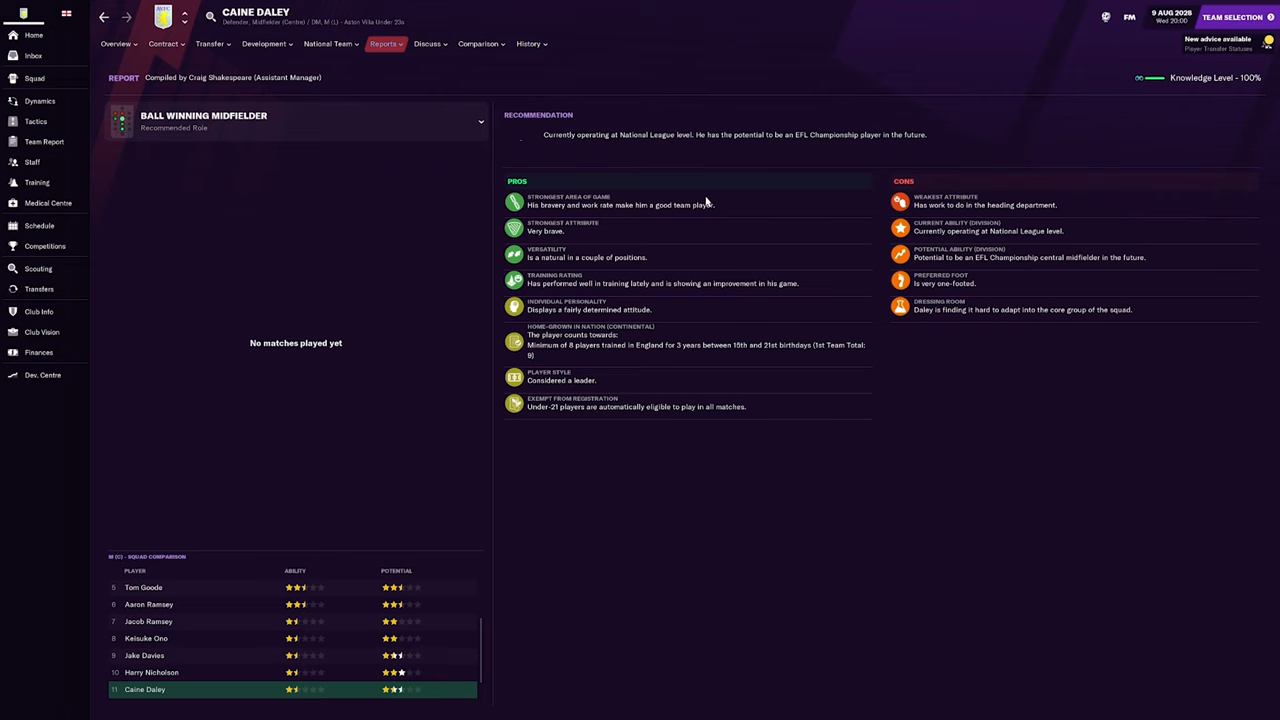 CAINE DALEY
Defender, Midfielder (Centre) / DM, M (L) - Aston Villa Under 23s
FM
9 AUG 2028
Wed 20:00
TEAM SELECTION
Overview
Contract
Transfer
Development
National Team
Reports
Discuss
Comparison
History
New advice available
Player Transfer Statuses
Home
Inbox
Squad
Dynamics
Tactics
Team Report
Staff
Training
Medical Centre
Schedule
Competitions
Scouting
Transfers
Club Info
Club Vision
Finances
Dev. Centre
REPORT Compiled by Craig Shakespeare (Assistant Manager)
Knowledge Level - 100%
BALL WINNING MIDFIELDER
Recommended Role
No matches played yet
M (C) - SQUAD COMPARISON
PLAYER ABILITY POTENTIAL
5 Tom Goode
6 Aaron Ramsey
7 Jacob Ramsey
8 Keisuke Ono
9 Jake Davies
10 Harry Nicholson
11 Caine Daley
RECOMMENDATION
Currently operating at National League level. He has the potential to be an EFL Championship player in the future.
PROS
STRONGEST AREA OF GAME
His bravery and work rate make him a good team player.
STRONGEST ATTRIBUTE
Very brave.
VERSATILITY
Is a natural in a couple of positions.
TRAINING RATING
Has performed well in training lately and is showing an improvement in his game.
INDIVIDUAL PERSONALITY
Displays a fairly determined attitude.
HOME-GROWN IN NATION (CONTINENTAL)
The player counts towards:
Minimum of 8 players trained in England for 3 years between 15th and 21st birthdays (1st Team Total:
9)
PLAYER STYLE
Considered a leader.
EXEMPT FROM REGISTRATION
Under-21 players are automatically eligible to play in all matches.
CONS
WEAKEST ATTRIBUTE
Has work to do in the heading department.
CURRENT ABILITY (DIVISION)
Currently operating at National League level.
POTENTIAL ABILITY (DIVISION)
Potential to be an EFL Championship central midfielder in the future.
PREFERRED FOOT
Is very one-footed.
DRESSING ROOM
Daley is finding it hard to adapt into the core group of the squad.